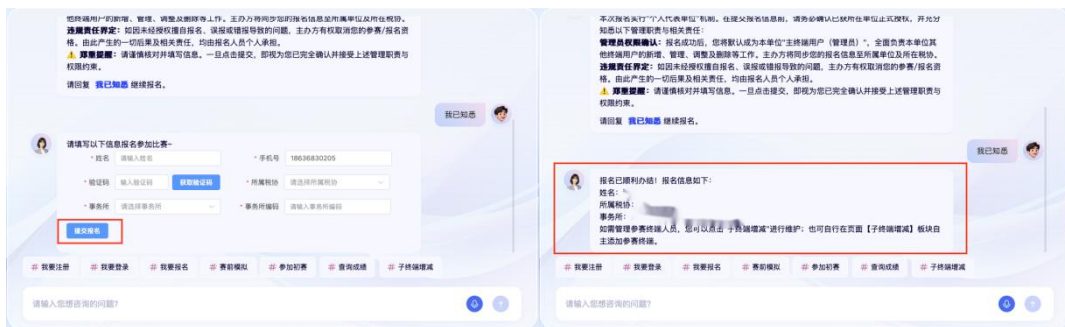 他终端用户的新增、管理、调整及删除等工作。主办方将同步您的报名信息至所属单位及所在税协。
违规责任界定：如因未经授权擅自报名、误报或错报导致的问题，主办方有权取消您的参赛/报名资
格。由此产生的一切后果及相关责任，均由报名人员个人承担。
⚠ 郑重提醒：请谨慎核对并填写信息。一旦点击提交，即视为您已完全确认并接受上述管理职责与
权限约束。
请回复 我已知悉 继续报名。
我已知悉
请填写以下信息报名参加比赛~
* 姓名 请输入姓名 * 手机号 18636830205
* 验证码 输入验证码 获取验证码 * 所属税协 请选择所属税协
* 事务所 请选择事务所 * 事务所编码 请输入事务所编码
提交报名
# 我要注册 # 我要登录 # 我要报名 # 赛前模拟 # 参加初赛 # 查询成绩 # 子终端增减
请输入您想咨询的问题?
本次报名实行“个人代表单位”机制。在提交报名信息前，请务必确认已获所在单位正式授权，并充分
知悉以下管理职责与相关责任：
管理员权限确认：报名成功后，您将默认成为本单位“主终端用户（管理员）”，全面负责本单位其
他终端用户的新增、管理、调整及删除等工作。主办方将同步您的报名信息至所属单位及所在税协。
违规责任界定：如因未经授权擅自报名、误报或错报导致的问题，主办方有权取消您的参赛/报名资
格。由此产生的一切后果及相关责任，均由报名人员个人承担。
⚠ 郑重提醒：请谨慎核对并填写信息。一旦点击提交，即视为您已完全确认并接受上述管理职责与
权限约束。
请回复 我已知悉 继续报名。
我已知悉
报名已顺利办结！报名信息如下：
姓名：
所属税协：
事务所：
如需管理参赛终端人员，您可以点击“子终端增减”进行维护；也可自行在页面【子终端增减】板块自
主添加参赛终端。
# 我要注册 # 我要登录 # 我要报名 # 赛前模拟 # 参加初赛 # 查询成绩 # 子终端增减
请输入您想咨询的问题?